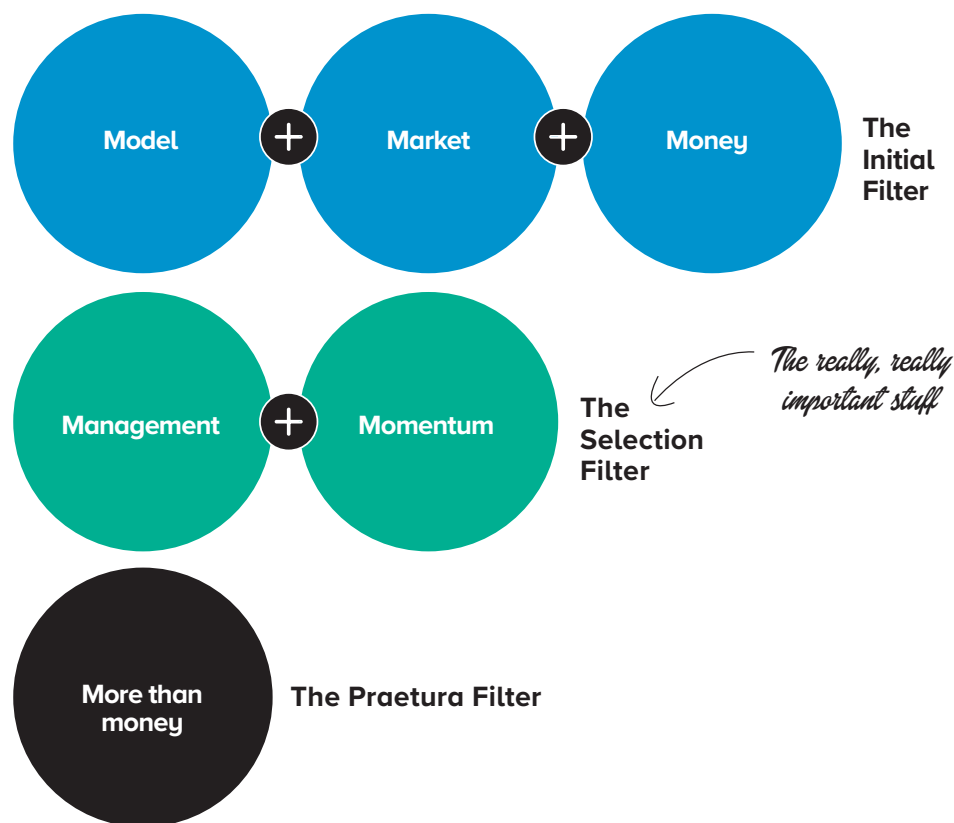 Model
Market
Money
The
Initial
Filter
The really, really
important stuff
Management
Momentum
The
Selection
Filter
More than
money
The Praetura Filter